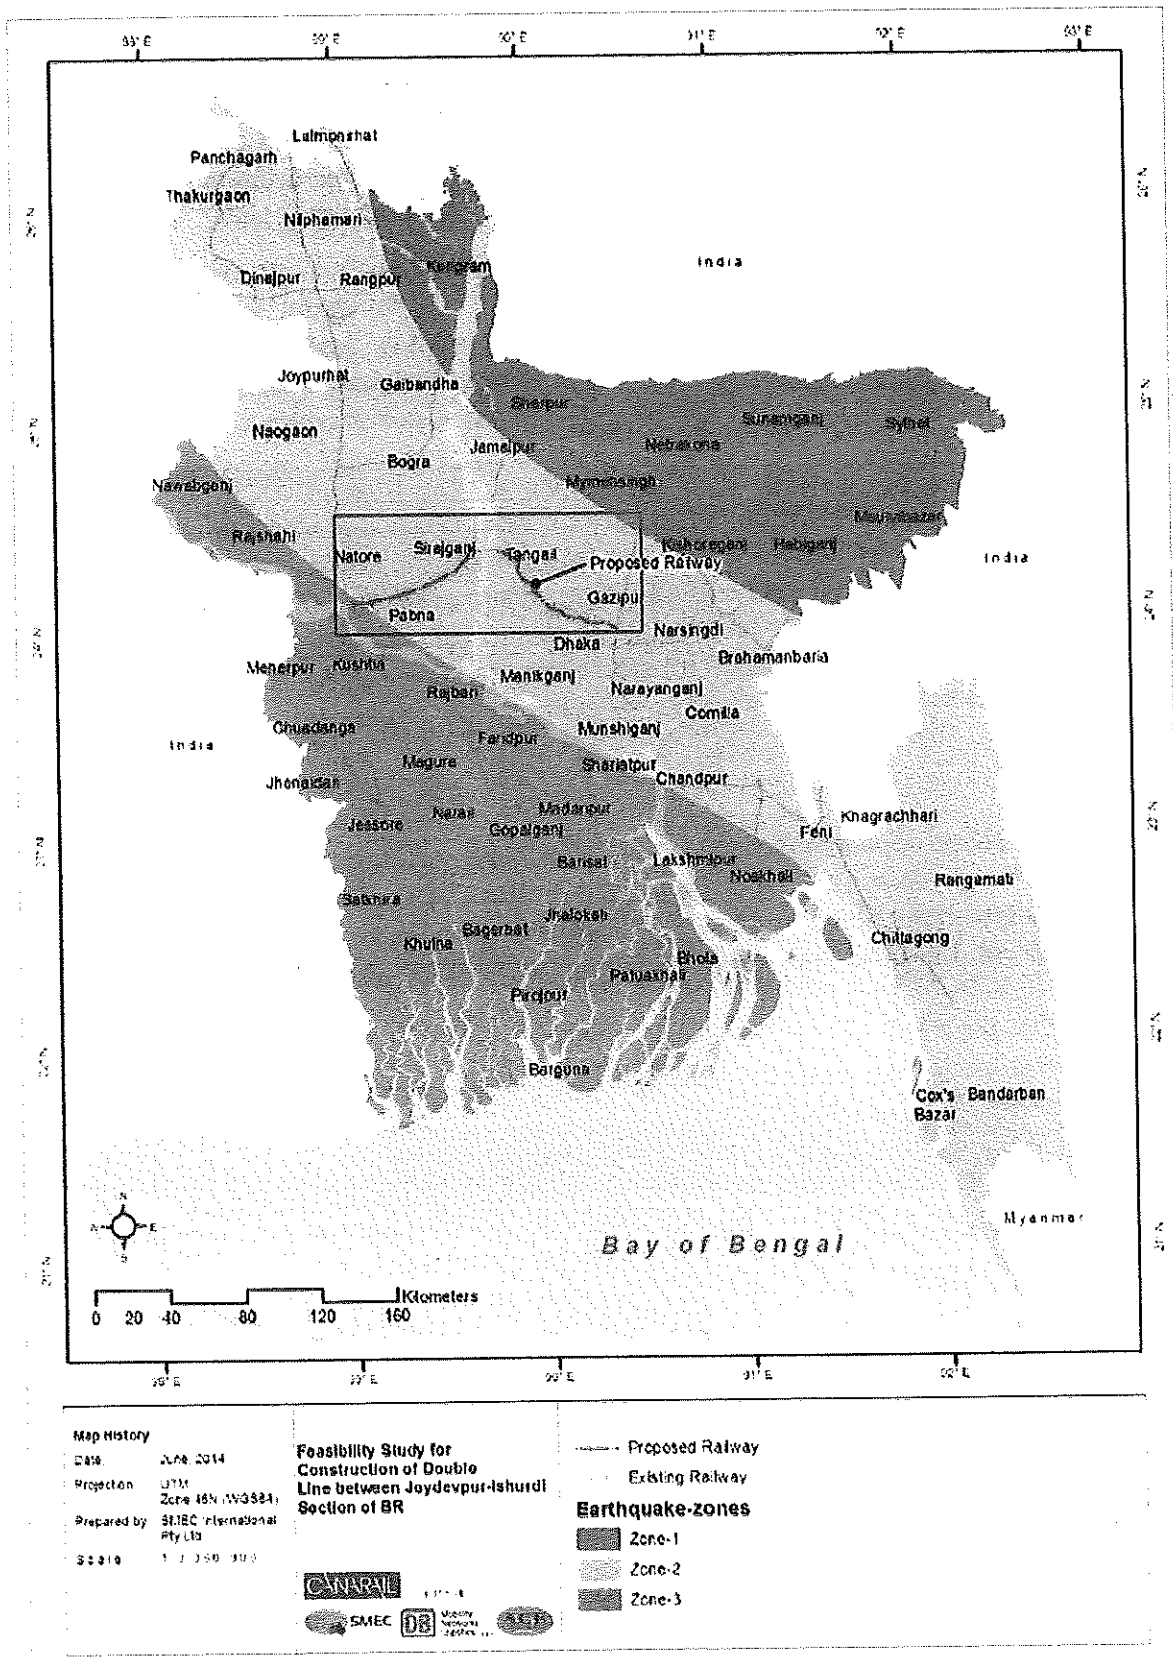 India
Lalmonirhat
Panchagarh
Thakurgaon
Nilphamari
Kurigram
Dinajpur
Rangpur
India
Joypurhat
Gaibandha
Sherpur
Sunamganj
Sylhet
Naogaon
Netrakona
Jamalpur
Bogra
Mymensingh
Nawabganj
Rajshahi
Natore
Sirajganj
Tangail
Kishoreganj
Habiganj
Proposed Railway
Gazipu
Pabna
Narsingdi
Dhaka
Brahamanbaria
Meherpur
Kushtia
Manikganj
Rajbari
Narayanganj
Comilla
Chuadanga
Munshiganj
Faridpur
India
Magura
Shariatpur
Chandpur
Jhenaidah
Madaripur
Khagrachhari
Narail
Jessore
Gopalganj
Feni
Barisal
Lakshmipur
Noakhali
Rangamati
Satkhira
Jhalokati
Bagerhat
Khulna
Chittagong
Bhola
Patuakhali
Pirojpur
Barguna
Cox's
Bazar
Bandarban
Myanmar
Bay of Bengal
Kilometers
0 20 40 80 120 160
Map History
Date June, 2014
Projection UTM
Prepared by SMEC International
Pty Ltd
Scale
Feasibility Study for
Construction of Double
Line between Joydevpur-Ishurdi
Section of BR
CANARAIL
SMEC
DB
ACE
Proposed Railway
Existing Railway
Earthquake-zones
Zone-1
Zone-2
Zone-3